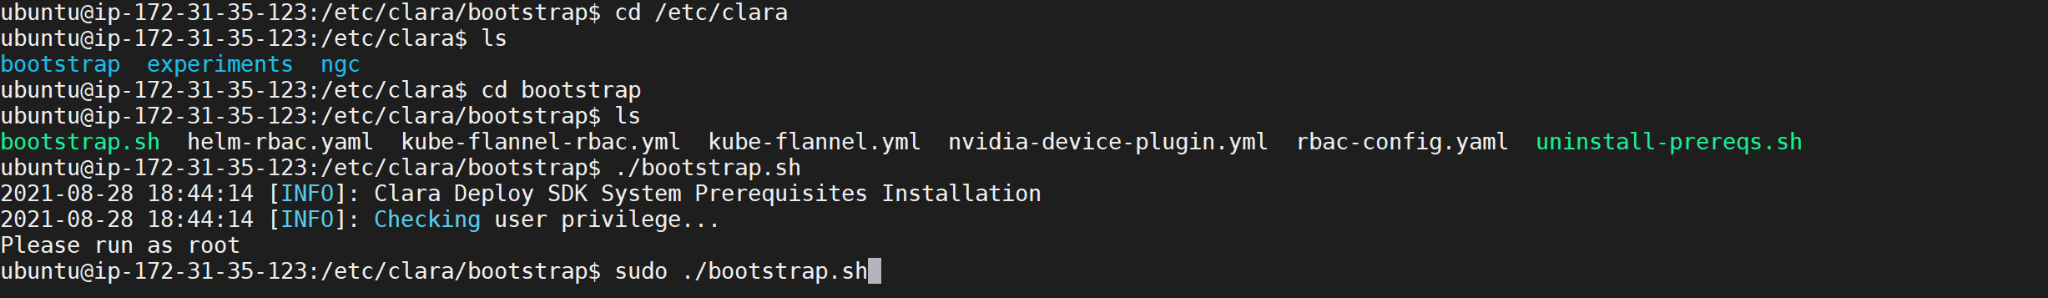 ubuntu@ip-172-31-35-123:/etc/clara/bootstrap$ cd /etc/clara
ubuntu@ip-172-31-35-123:/etc/clara$ ls
bootstrap  experiments  ngc
ubuntu@ip-172-31-35-123:/etc/clara$ cd bootstrap
ubuntu@ip-172-31-35-123:/etc/clara/bootstrap$ ls
bootstrap.sh  helm-rbac.yaml  kube-flannel-rbac.yml  kube-flannel.yml  nvidia-device-plugin.yml  rbac-config.yaml  uninstall-prereqs.sh
ubuntu@ip-172-31-35-123:/etc/clara/bootstrap$ ./bootstrap.sh
2021-08-28 18:44:14 [INFO]: Clara Deploy SDK System Prerequisites Installation
2021-08-28 18:44:14 [INFO]: Checking user privilege...
Please run as root
ubuntu@ip-172-31-35-123:/etc/clara/bootstrap$ sudo ./bootstrap.sh